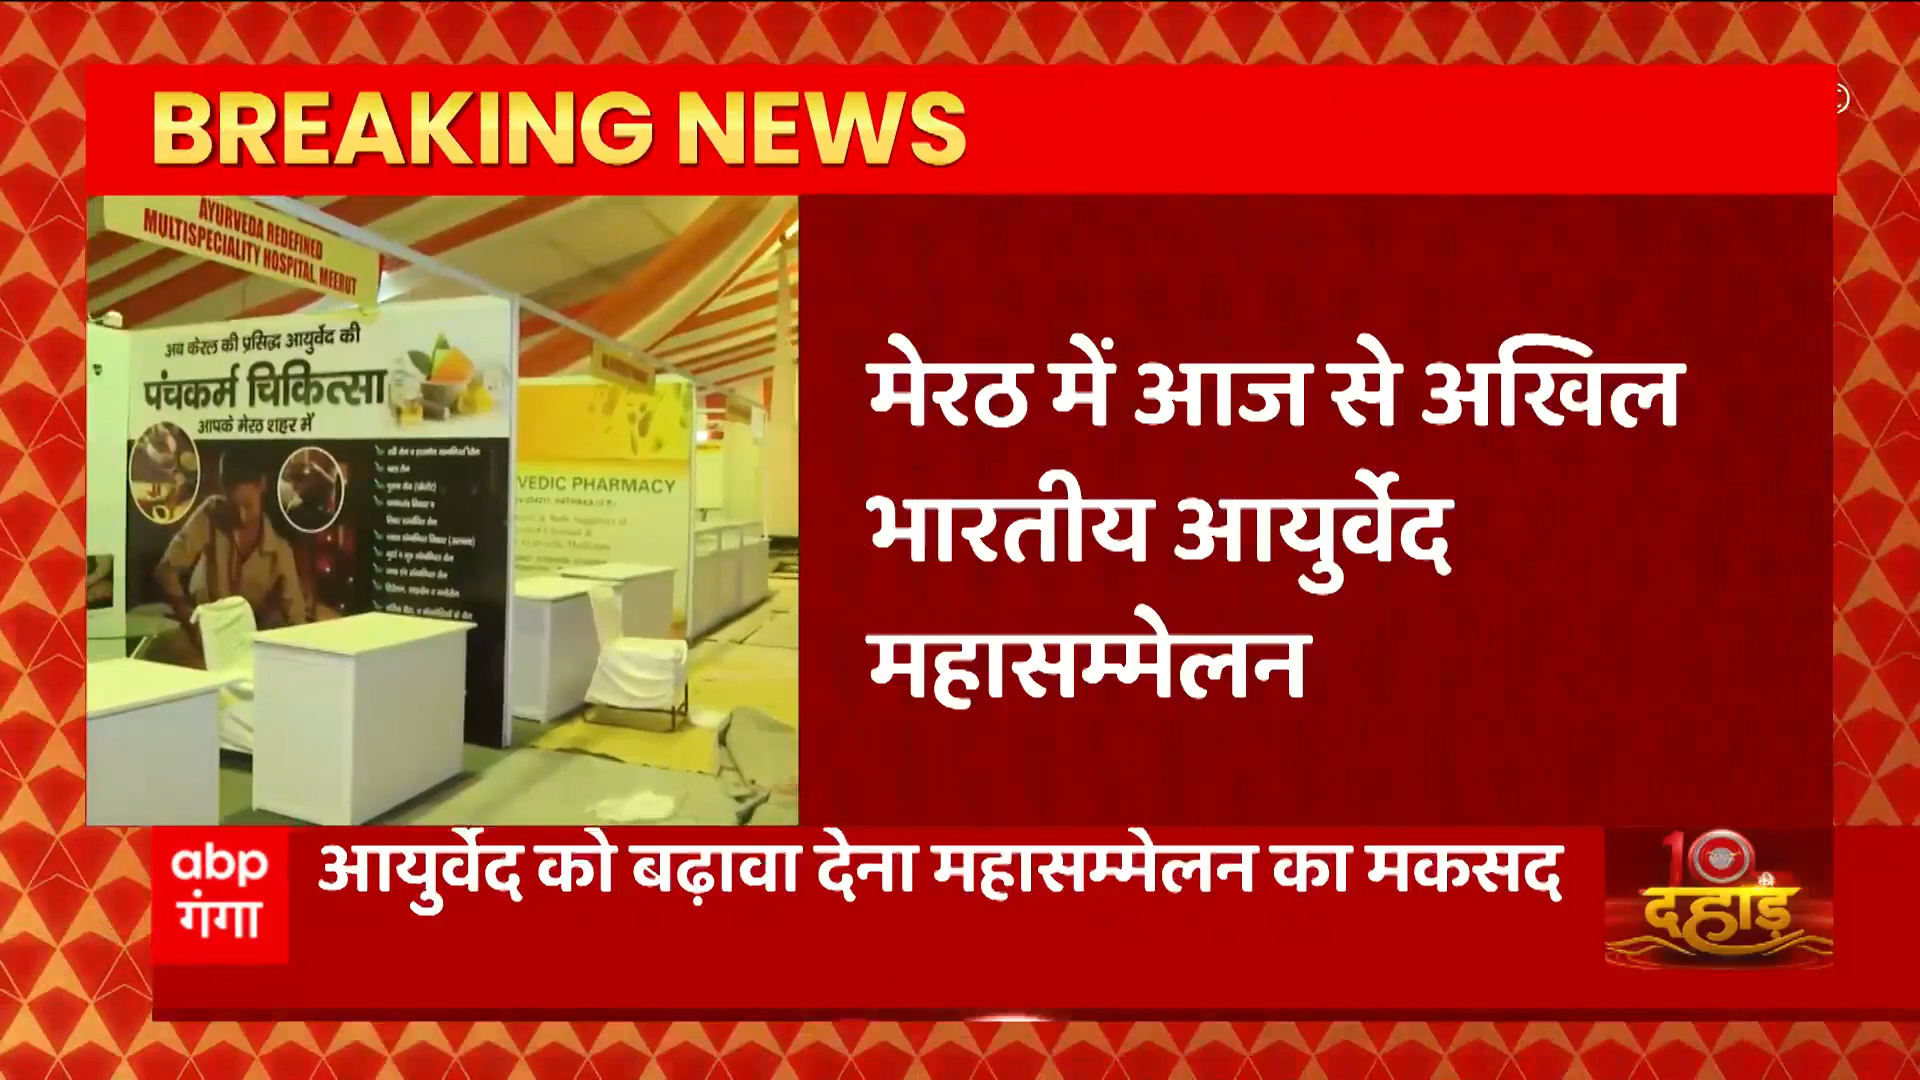 BREAKING NEWS
AYURVEDA REDEFINED
MULTISPECIALITY HOSPITAL, MEERUT
अब केरल की प्रसिद्ध आयुर्वेद की
पंचकर्म चिकित्सा
आपके मेरठ शहर में
VEDIC PHARMACY
मेरठ में आज से अखिल
भारतीय आयुर्वेद
महासम्मेलन
abp
गंगा
आयुर्वेद को बढ़ावा देना महासम्मेलन का मकसद
10 की
दहाड़